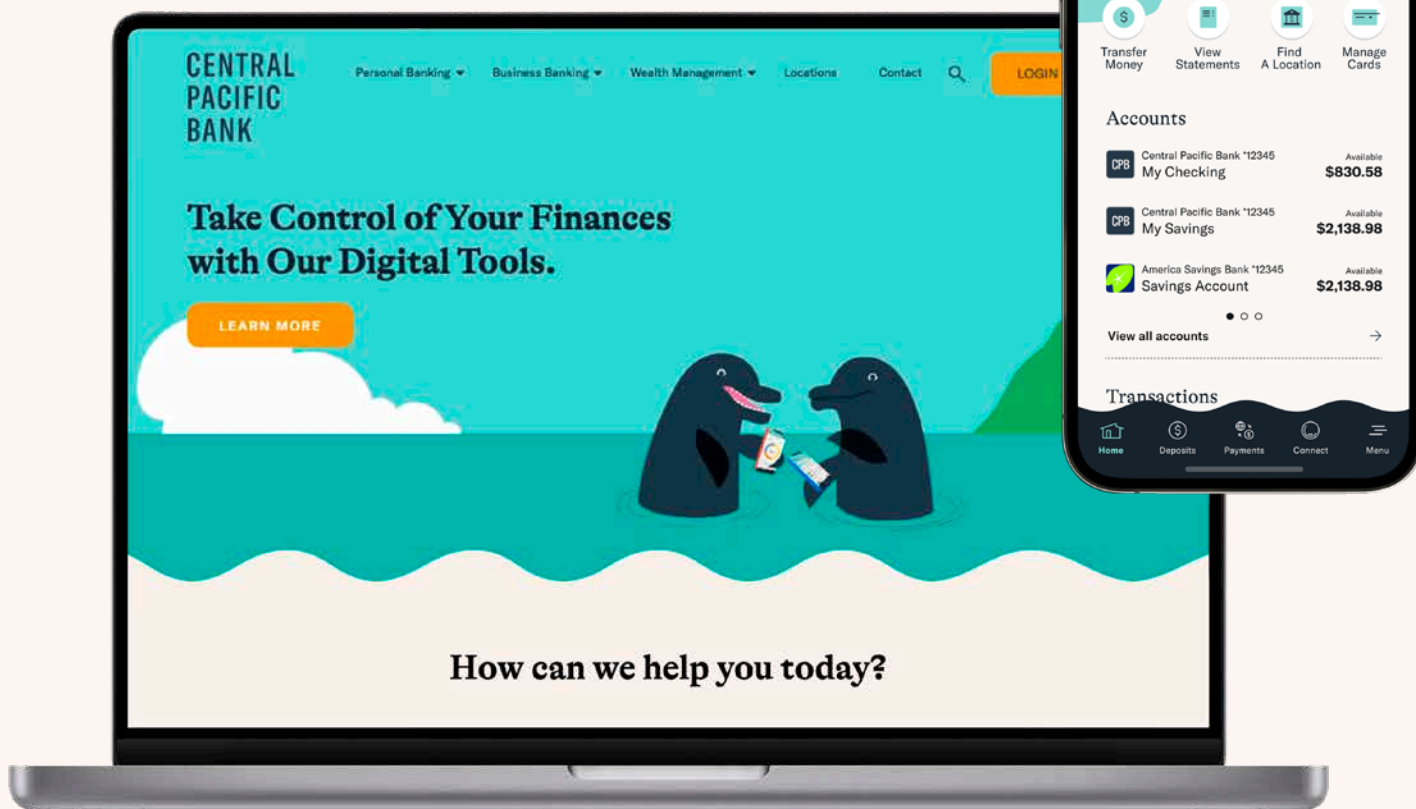 CENTRAL
PACIFIC
BANK
Personal Banking
Business Banking
Wealth Management
Locations
Contact
LOGIN
Take Control of Your Finances
with Our Digital Tools.
LEARN MORE
How can we help you today?
Transfer
Money
View
Statements
Find
A Location
Manage
Cards
Accounts
CPB
Central Pacific Bank *12345
My Checking
Available
$830.58
CPB
Central Pacific Bank *12345
My Savings
Available
$2,138.98
America Savings Bank *12345
Savings Account
Available
$2,138.98
View all accounts
Transactions
Home
Deposits
Payments
Connect
Menu